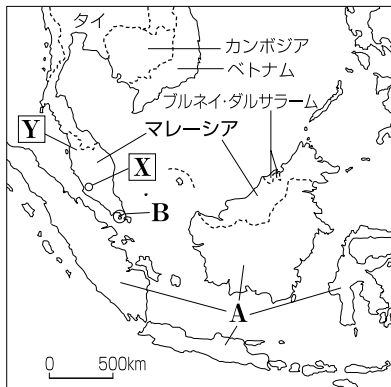 タイ
カンボジア
ベトナム
ブルネイ・ダルサラーム
Y
マレーシア
X
B
A
0 500km